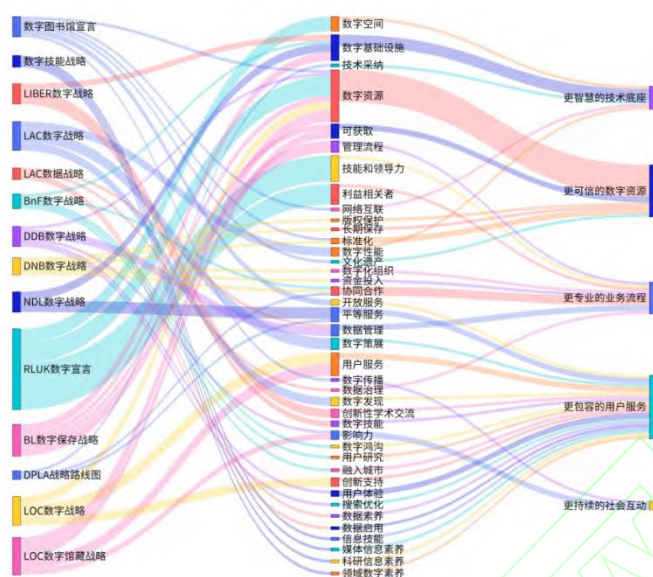 数字图书馆宣言
数字技能战略
LIBER数字战略
LAC数字战略
LAC数据战略
BnF数字战略
DDB数字战略
DNB数字战略
NDL数字战略
RLUK数字宣言
BL数字保存战略
DPLA战略路线图
LOC数字战略
LOC数字馆藏战略
数字空间
数字基础设施
技术采纳
数字资源
可获取
管理流程
技能和领导力
利益相关者
网络互联
版权保护
长期保存
标准化
数字性能
文化遗产
数字化组织
资金投入
协同合作
开放服务
平等服务
数据管理
数字策展
用户服务
数字传播
数据治理
数字发现
创新性学术交流
数字技能
影响力
数字鸿沟
用户研究
融入城市
创新支持
用户体验
搜索优化
数据素养
数据启用
信息技能
媒体信息素养
科研信息素养
领域数字素养
更智慧的技术底座
更可信的数字资源
更专业的业务流程
更包容的用户服务
更持续的社会互动